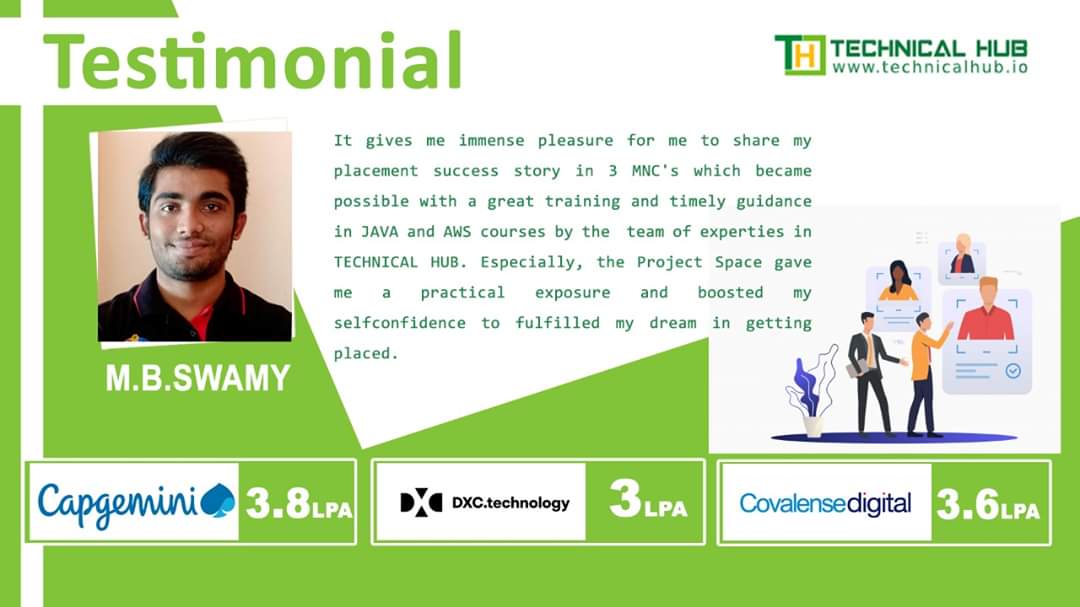 Testimonial
TH TECHNICAL HUB
www.technicalhub.io
It gives me immense pleasure for me to share my
placement success story in 3 MNC's which became
possible with a great training and timely guidance
in JAVA and AWS courses by the team of experties in
TECHNICAL HUB. Especially, the Project Space gave
me a practical exposure and boosted my
selfconfidence to fulfilled my dream in getting
placed.
M.B.SWAMY
Capgemini 3.8LPA
DXC.technology 3LPA
Covalensedigital 3.6LPA